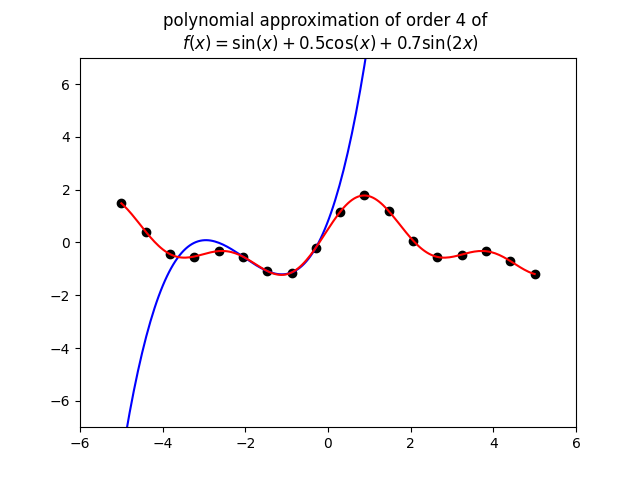 polynomial approximation of order 4 of
f(x) = sin(x) + 0.5cos(x) + 0.7sin(2x)
6
4
2
0
−2
−4
−6
−6 −4 −2 0 2 4 6